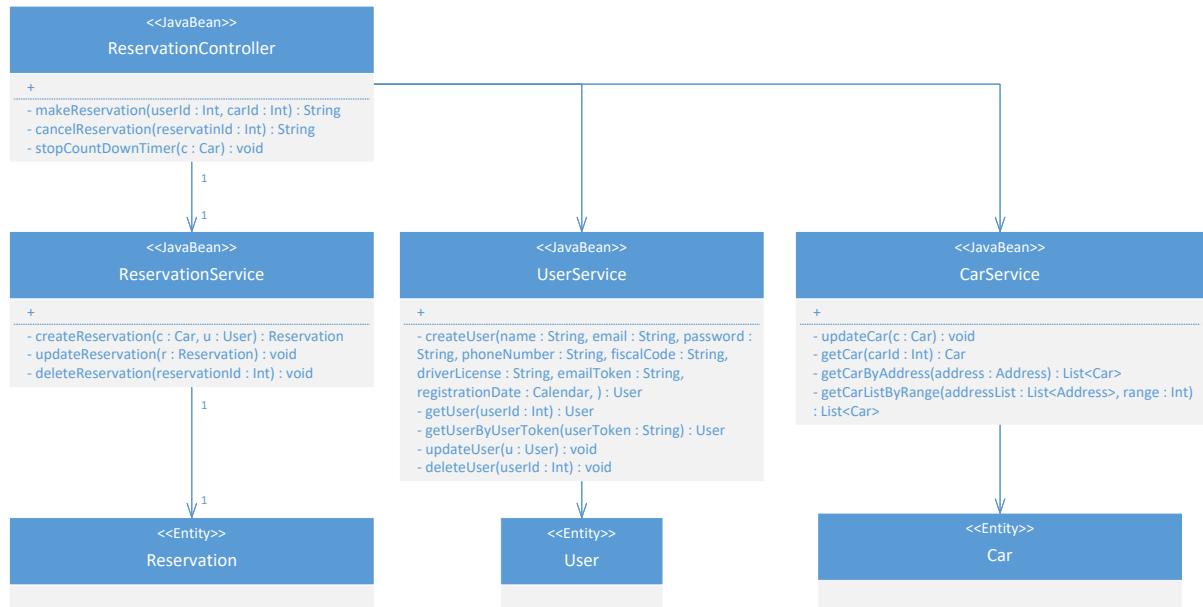 <<JavaBean>>
ReservationController
+
- makeReservation(userId : Int, carId : Int) : String
- cancelReservation(reservatinId : Int) : String
- stopCountDownTimer(c : Car) : void
1
1
<<JavaBean>>
ReservationService
+
- createReservation(c : Car, u : User) : Reservation
- updateReservation(r : Reservation) : void
- deleteReservation(reservationId : Int) : void
1
1
<<JavaBean>>
UserService
+
- createUser(name : String, email : String, password :
String, phoneNumber : String, fiscalCode : String,
driverLicense : String, emailToken : String,
registrationDate : Calendar, ) : User
- getUser(userId : Int) : User
- getUserByUserToken(userToken : String) : User
- updateUser(u : User) : void
- deleteUser(userId : Int) : void
<<JavaBean>>
CarService
+
- updateCar(c : Car) : void
- getCar(carId : Int) : Car
- getCarByAddress(address : Address) : List<Car>
- getCarListByRange(addressList : List<Address>, range : Int)
: List<Car>
<<Entity>>
Reservation
<<Entity>>
User
<<Entity>>
Car